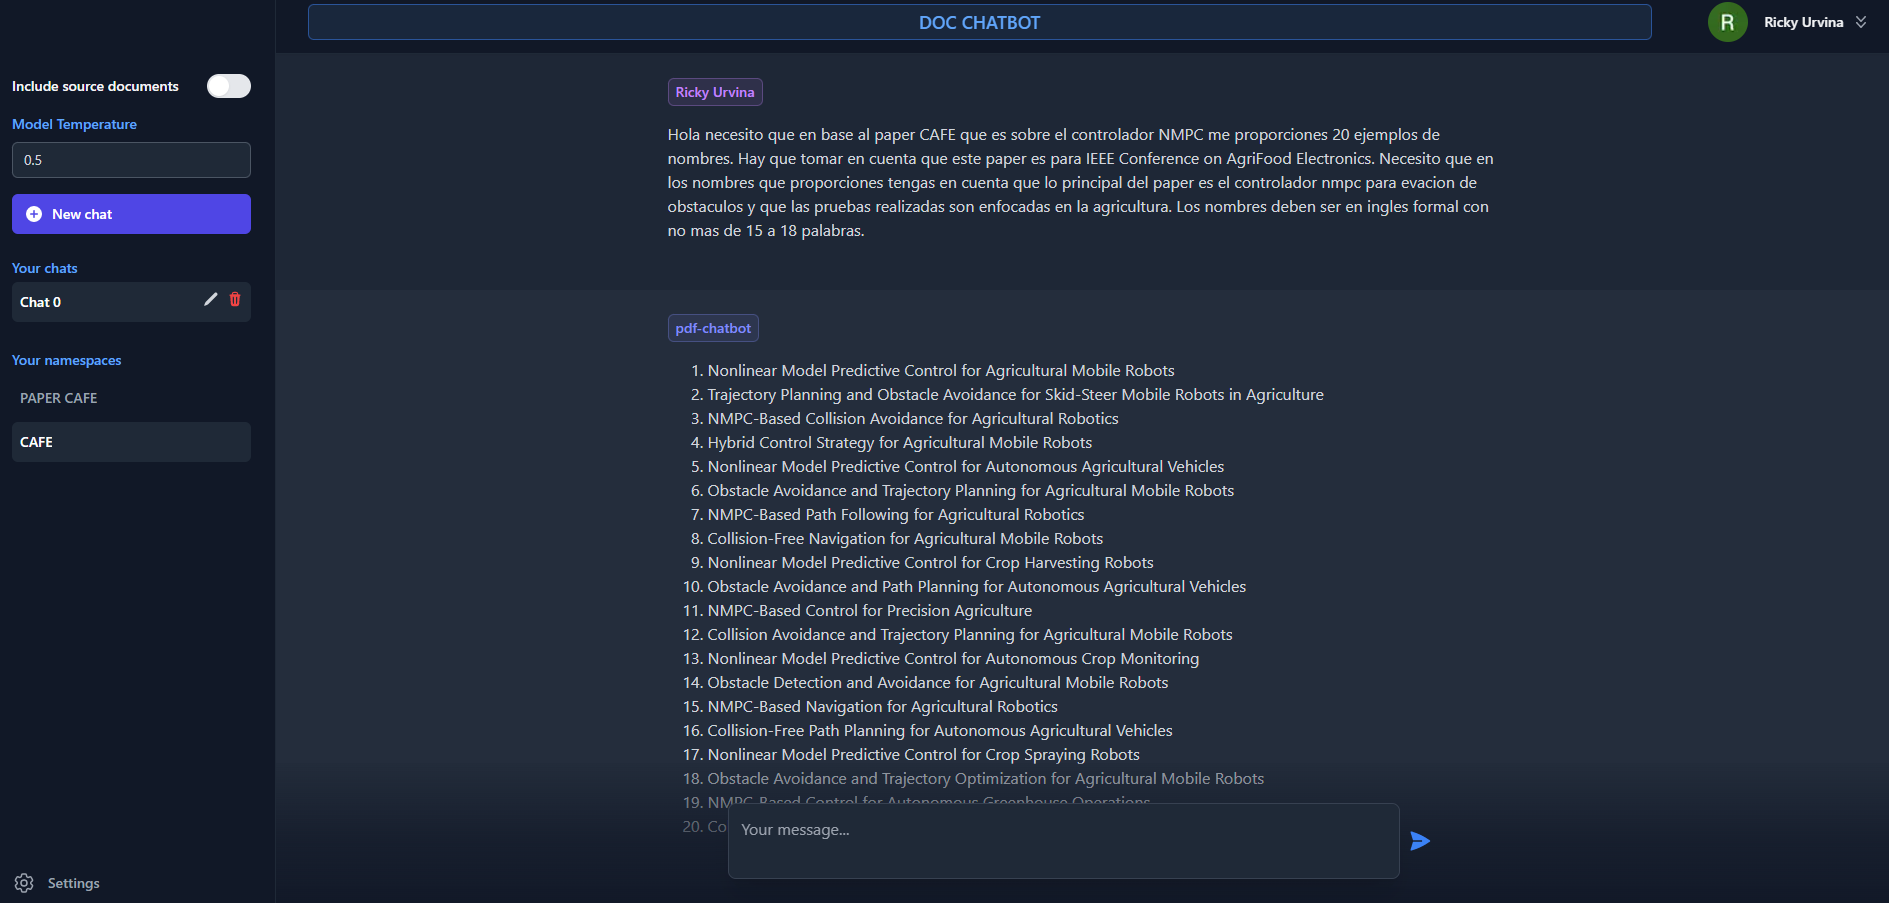 DOC CHATBOT
R
Ricky Urvina
Include source documents
Model Temperature
0.5
New chat
Your chats
Chat 0
Your namespaces
PAPER CAFE
CAFE
Settings
Ricky Urvina
Hola necesito que en base al paper CAFE que es sobre el controlador NMPC me proporciones 20 ejemplos de
nombres. Hay que tomar en cuenta que este paper es para IEEE Conference on AgriFood Electronics. Necesito que en
los nombres que proporciones tengas en cuenta que lo principal del paper es el controlador nmpc para evacion de
obstaculos y que las pruebas realizadas son enfocadas en la agricultura. Los nombres deben ser en ingles formal con
no mas de 15 a 18 palabras.
pdf-chatbot
1. Nonlinear Model Predictive Control for Agricultural Mobile Robots
2. Trajectory Planning and Obstacle Avoidance for Skid-Steer Mobile Robots in Agriculture
3. NMPC-Based Collision Avoidance for Agricultural Robotics
4. Hybrid Control Strategy for Agricultural Mobile Robots
5. Nonlinear Model Predictive Control for Autonomous Agricultural Vehicles
6. Obstacle Avoidance and Trajectory Planning for Agricultural Mobile Robots
7. NMPC-Based Path Following for Agricultural Robotics
8. Collision-Free Navigation for Agricultural Mobile Robots
9. Nonlinear Model Predictive Control for Crop Harvesting Robots
10. Obstacle Avoidance and Path Planning for Autonomous Agricultural Vehicles
11. NMPC-Based Control for Precision Agriculture
12. Collision Avoidance and Trajectory Planning for Agricultural Mobile Robots
13. Nonlinear Model Predictive Control for Autonomous Crop Monitoring
14. Obstacle Detection and Avoidance for Agricultural Mobile Robots
15. NMPC-Based Navigation for Agricultural Robotics
16. Collision-Free Path Planning for Autonomous Agricultural Vehicles
17. Nonlinear Model Predictive Control for Crop Spraying Robots
18. Obstacle Avoidance and Trajectory Optimization for Agricultural Mobile Robots
19. NMPC-Based Control for Autonomous Greenhouse Operations
20. Co
Your message...